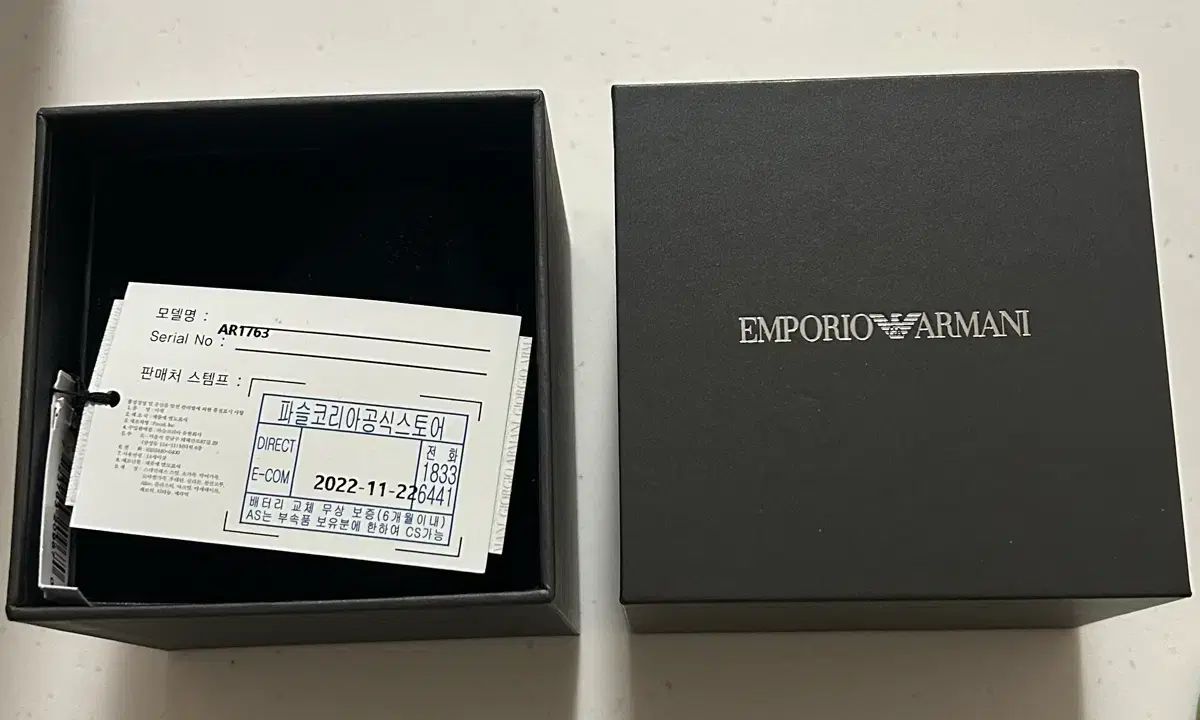 모델명 :
AR1763
Serial No :
판매처 스템프 :
파슬코리아공식스토어
DIRECT
E-COM
전 화
1833
6441
2022-11-22
배터리 교체 무상 보증(6개월이내)
AS는 부속품 보유분에 한하여 CS가능
EMPORIO ARMANI
GIORGIO ARMANI